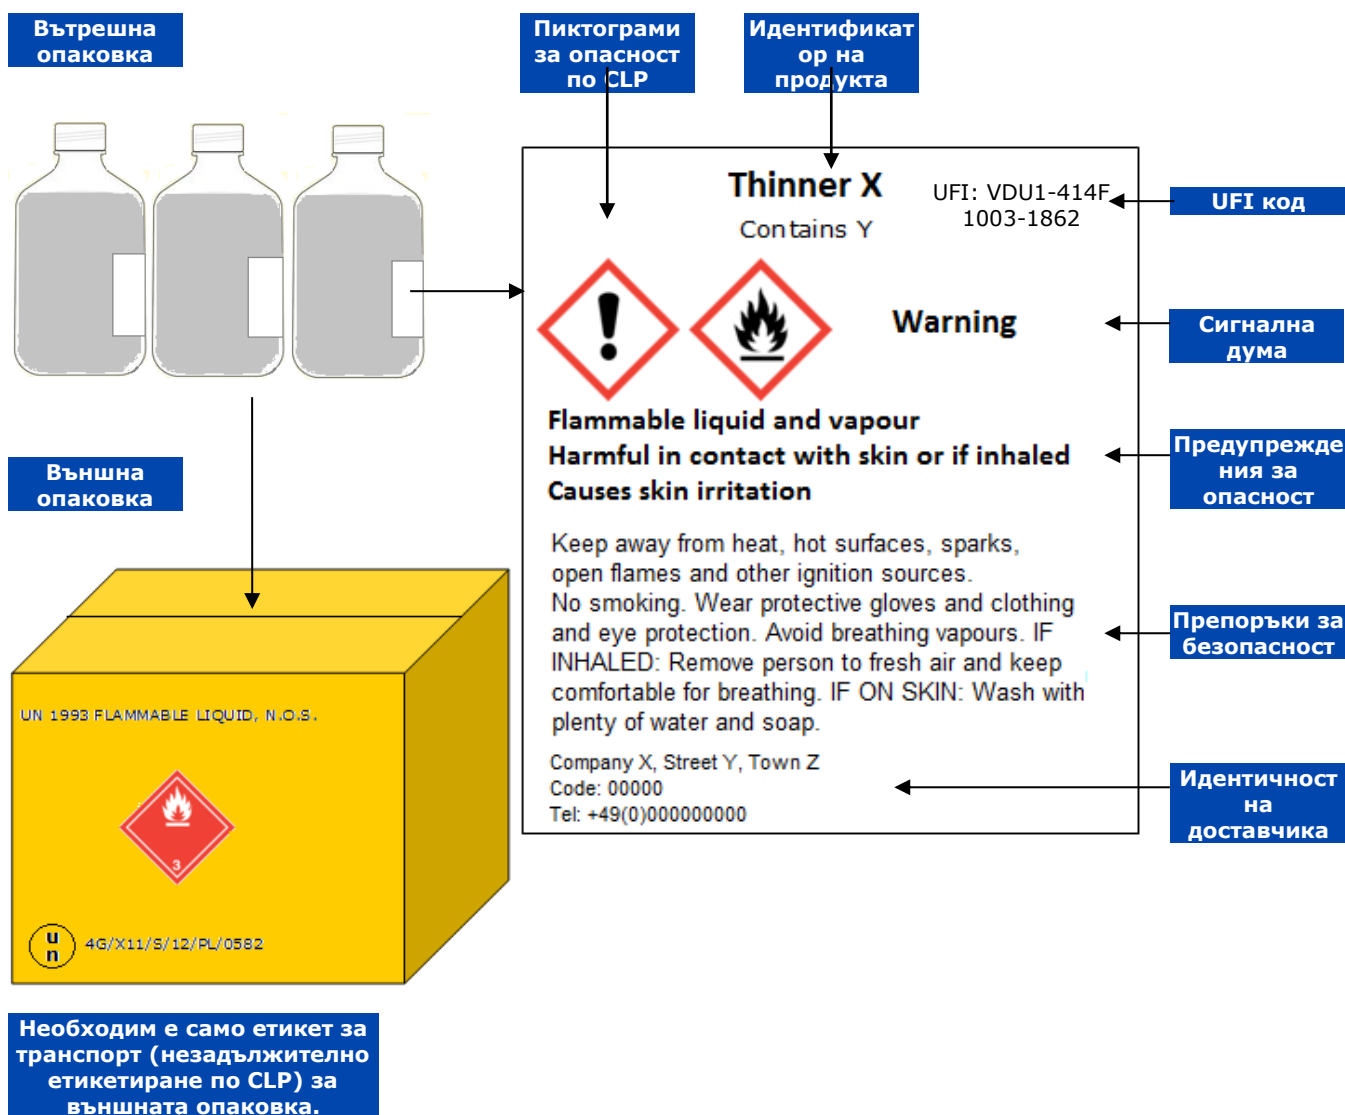 Вътрешна
опаковка
Пиктограми
за опасност
по CLP
Идентификат
ор на
продукта
Thinner X
Contains Y
UFI: VDU1-414F
1003-1862
UFI код
Warning
Сигнална
дума
Flammable liquid and vapour
Harmful in contact with skin or if inhaled
Causes skin irritation
Предупрежде
ния за
опасност
Външна
опаковка
Keep away from heat, hot surfaces, sparks,
open flames and other ignition sources.
No smoking. Wear protective gloves and clothing
and eye protection. Avoid breathing vapours. IF
INHALED: Remove person to fresh air and keep
comfortable for breathing. IF ON SKIN: Wash with
plenty of water and soap.
Препоръки за
безопасност
Company X, Street Y, Town Z
Code: 00000
Tel: +49(0)000000000
Идентичност
на
доставчика
UN 1993 FLAMMABLE LIQUID, N.O.S.
3
u
n
4G/X11/S/12/PL/0582
Необходим е само етикет за
транспорт (незадължително
етикетиране по CLP) за
външната опаковка.